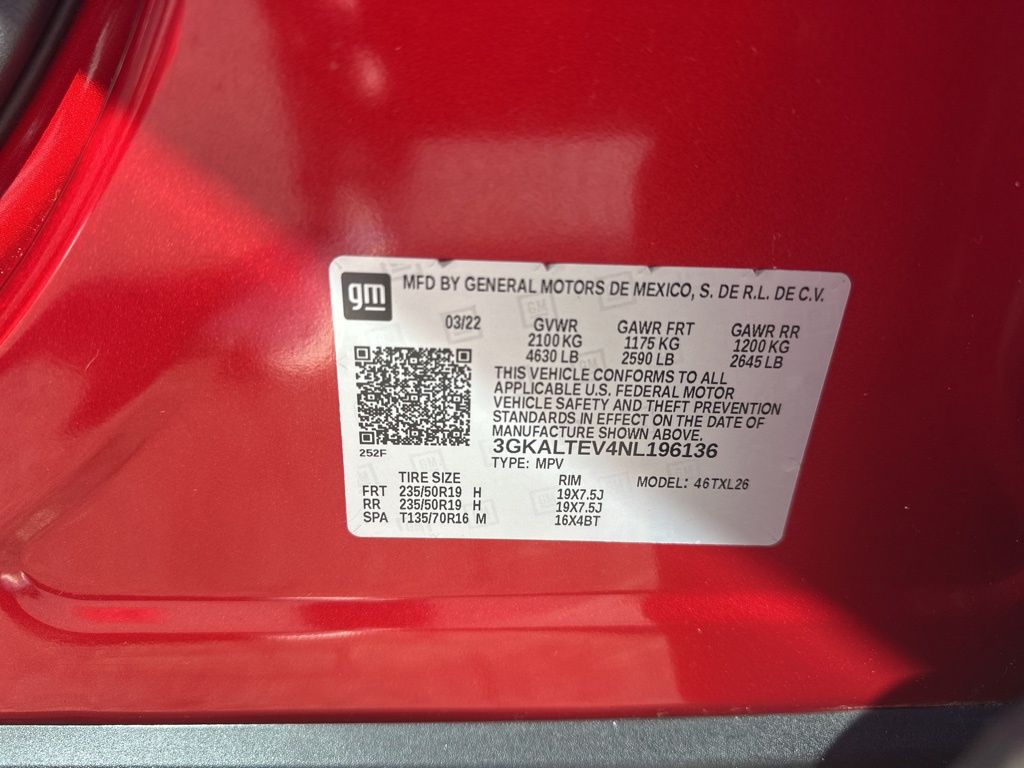 gm MFD BY GENERAL MOTORS DE MEXICO, S. DE R.L. DE C.V.
03/22 GVWR GAWR FRT GAWR RR
2100 KG 1175 KG 1200 KG
4630 LB 2590 LB 2645 LB
THIS VEHICLE CONFORMS TO ALL
APPLICABLE U.S. FEDERAL MOTOR
VEHICLE SAFETY AND THEFT PREVENTION
STANDARDS IN EFFECT ON THE DATE OF
MANUFACTURE SHOWN ABOVE.
252F 3GKALTEV4NL196136
TYPE: MPV
TIRE SIZE RIM MODEL: 46TXL26
FRT 235/50R19 H 19X7.5J
RR 235/50R19 H 19X7.5J
SPA T135/70R16 M 16X4BT